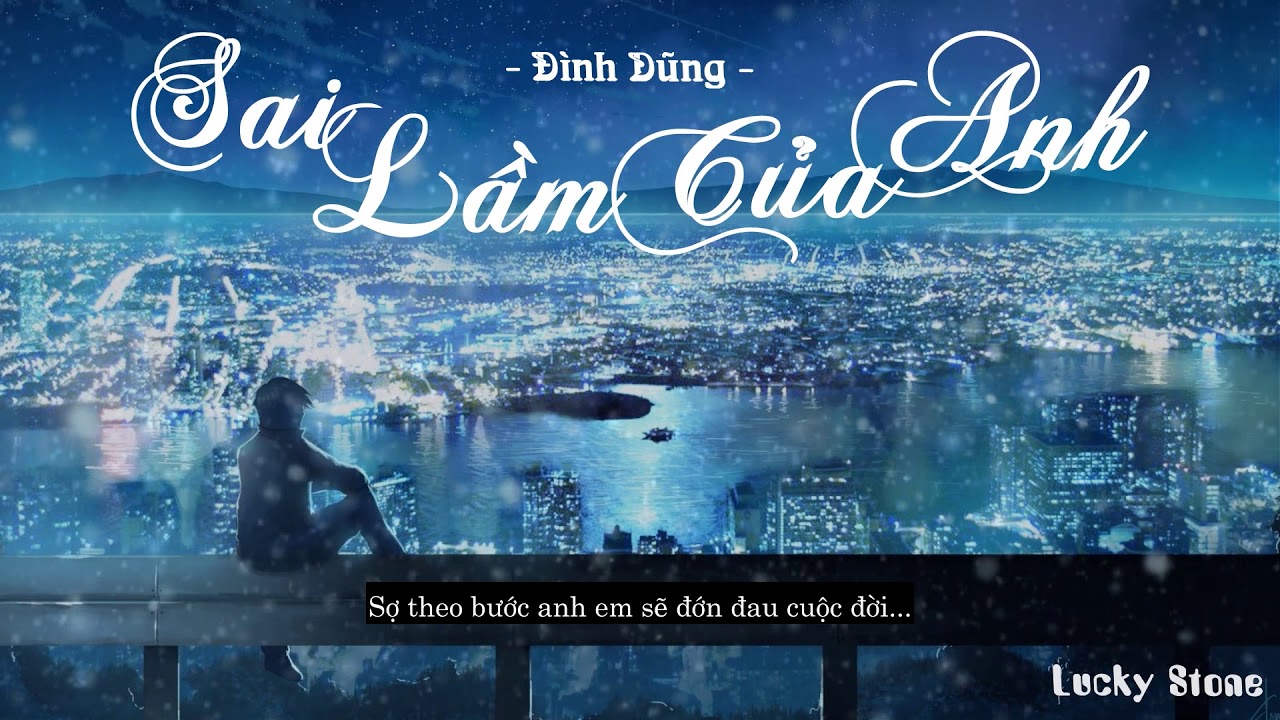 - Đình Dũng -
Sai Lầm Của Anh
Sợ theo bước anh em sẽ đớn đau cuộc đời...
Lucky Stone